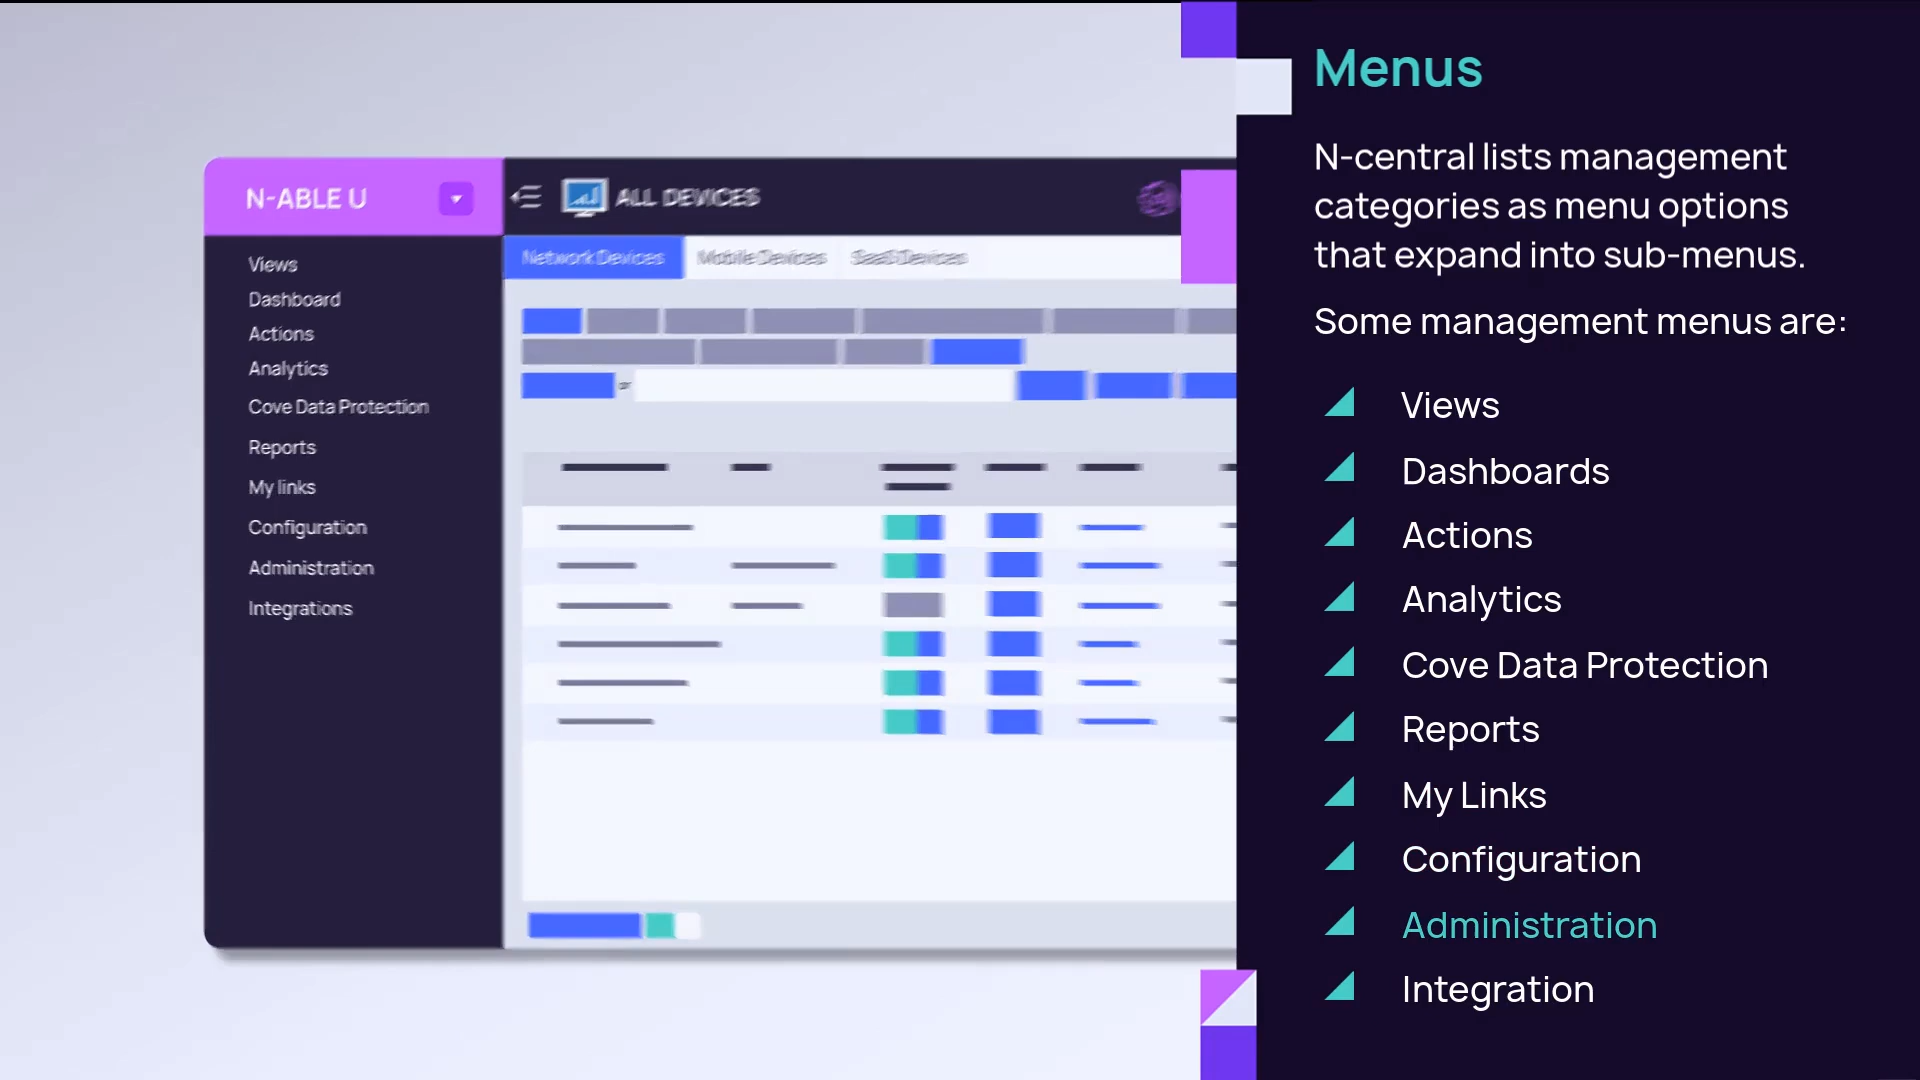 N-ABLE U
ALL DEVICES
Network Devices
Mobile Devices
SaaS Devices
or
Views
Dashboard
Actions
Analytics
Cove Data Protection
Reports
My links
Configuration
Administration
Integrations
Menus
N-central lists management
categories as menu options
that expand into sub-menus.
Some management menus are:
Views
Dashboards
Actions
Analytics
Cove Data Protection
Reports
My Links
Configuration
Administration
Integration